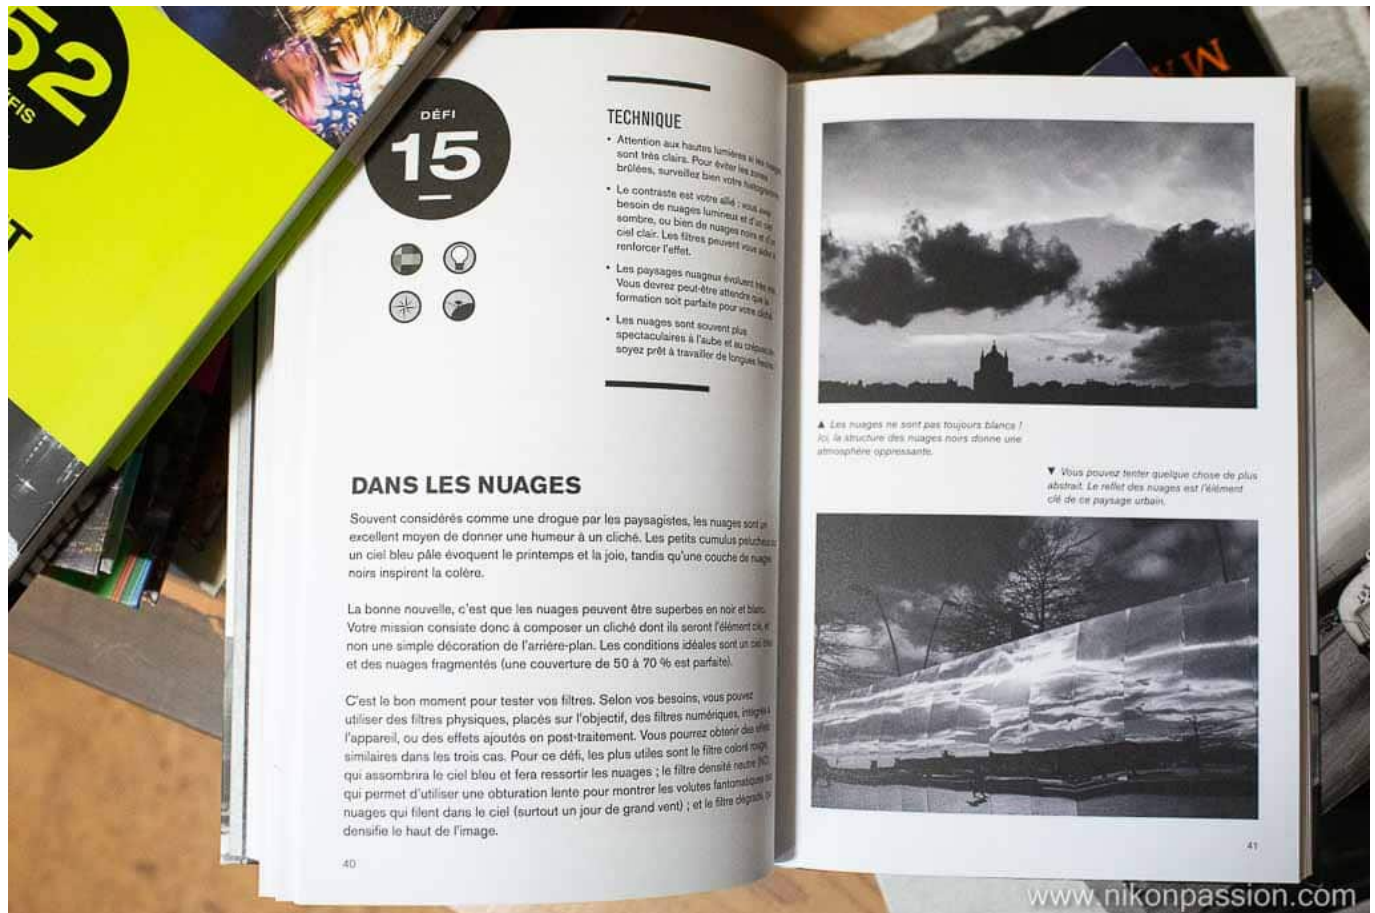 52
DÉFIS
T
MA
DÉFI
15
TECHNIQUE
• Attention aux hautes lumières si les
sont très clairs. Pour éviter les zones
brûlées, surveillez bien votre histogramme.
• Le contraste est votre allié : vous avez
besoin de nuages lumineux et d'un ciel
sombre, ou bien de nuages noirs et d'un
ciel clair. Les filtres peuvent vous aider à
renforcer l'effet.
• Les paysages nuageux évoluent très vite.
Vous devrez peut-être attendre que la
formation soit parfaite pour votre cliché.
• Les nuages sont souvent plus
spectaculaires à l'aube et au crépuscule
soyez prêt à travailler de longues heures.
DANS LES NUAGES
Souvent considérés comme une drogue par les paysagistes, les nuages sont un
excellent moyen de donner une humeur à un cliché. Les petits cumulus pelucheux
un ciel bleu pâle évoquent le printemps et la joie, tandis qu'une couche de nuages
noirs inspirent la colère.
La bonne nouvelle, c'est que les nuages peuvent être superbes en noir et blanc.
Votre mission consiste donc à composer un cliché dont ils seront l'élément clé, et
non une simple décoration de l'arrière-plan. Les conditions idéales sont un ciel
et des nuages fragmentés (une couverture de 50 à 70 % est parfaite).
C'est le bon moment pour tester vos filtres. Selon vos besoins, vous pouvez
utiliser des filtres physiques, placés sur l'objectif, des filtres numériques, intégrés à
l'appareil, ou des effets ajoutés en post-traitement. Vous pourrez obtenir des effets
similaires dans les trois cas. Pour ce défi, les plus utiles sont le filtre coloré rouge,
qui assombrira le ciel bleu et fera ressortir les nuages ; le filtre densité neutre (ND),
qui permet d'utiliser une obturation lente pour montrer les volutes fantomatiques
nuages qui filent dans le ciel (surtout un jour de grand vent) ; et le filtre dégradé,
densifie le haut de l'image.
40
▲ Les nuages ne sont pas toujours blancs !
Ici, la structure des nuages noirs donne une
atmosphère oppressante.
▼ Vous pouvez tenter quelque chose de plus
abstrait. Le reflet des nuages est l'élément
clé de ce paysage urbain.
41
www.nikonpassion.com